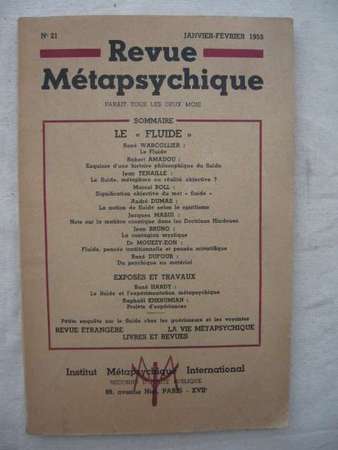 N° 21 JANVIER-FÉVRIER 1953
Revue
Métapsychique
PARAIT TOUS LES DEUX MOIS
SOMMAIRE
LE « FLUIDE »
René WARCOLLIER :
Le Fluide
Robert AMADOU :
Esquisse d'une histoire philosophique du fluide
Jean TENAILLE :
Le fluide, métaphore ou réalité objective ?
Marcel BOLL :
Signification objective du mot « fluide »
André DUMAS :
La notion de fluide selon le spiritisme
Jacques MASUI :
Note sur la matière cosmique dans les Doctrines Hindoues
Jean BRUNO :
La contagion mystique
Dr MOUEZY-EON :
Fluide, pensée traditionnelle et pensée scientifique
René DUFOUR :
Du psychique au matériel
EXPOSÉS ET TRAVAUX
René HARDY :
Le fluide et l'expérimentation métapsychique
Raphaël KHERUMIAN :
Projets d'expériences
Petite enquête sur le fluide chez les guérisseurs et les voyantes
REVUE ÉTRANGÈRE LA VIE MÉTAPSYCHIQUE
LIVRES ET REVUES
Institut Métapsychique International
RECONNU D'UTILITÉ PUBLIQUE
avenue Niel, PARIS - XVIIe